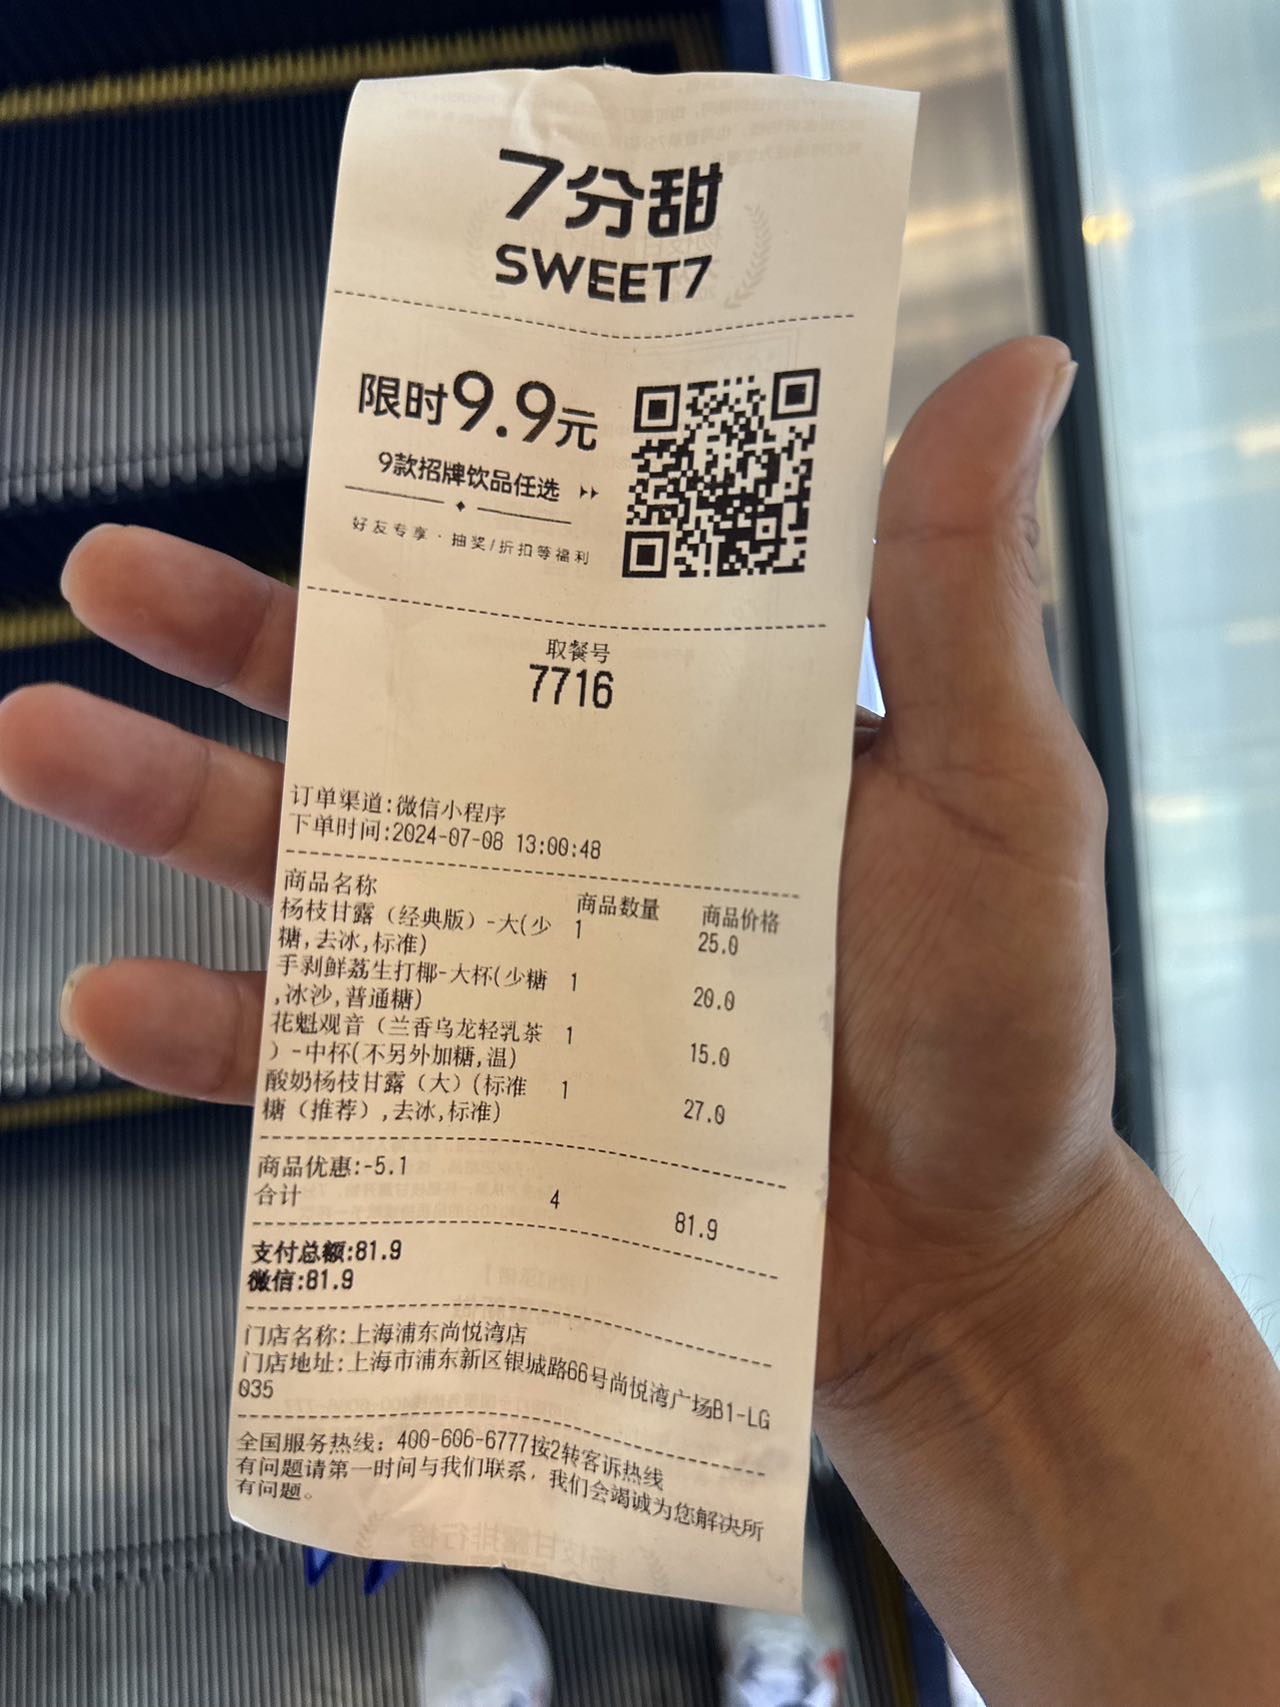 7分甜
SWEET7
限时9.9元
9款招牌饮品任选
好友专享·抽奖/折扣等福利
取餐号
7716
订单渠道:微信小程序
下单时间:2024-07-08 13:00:48
商品名称 商品数量 商品价格
杨枝甘露（经典版）-大(少 1 25.0
糖,去冰,标准)
手剥鲜荔生打椰-大杯(少糖 1 20.0
,冰沙,普通糖)
花魁观音（兰香乌龙轻乳茶 1 15.0
）-中杯(不另外加糖,温)
酸奶杨枝甘露（大）(标准 1 27.0
糖（推荐）,去冰,标准)
商品优惠:-5.1
合计 4 81.9
支付总额:81.9
微信:81.9
门店名称:上海浦东尚悦湾店
门店地址:上海市浦东新区银城路66号尚悦湾广场B1-LG
035
全国服务热线：400-606-6777按2转客诉热线
有问题请第一时间与我们联系，我们会竭诚为您解决所
有问题。